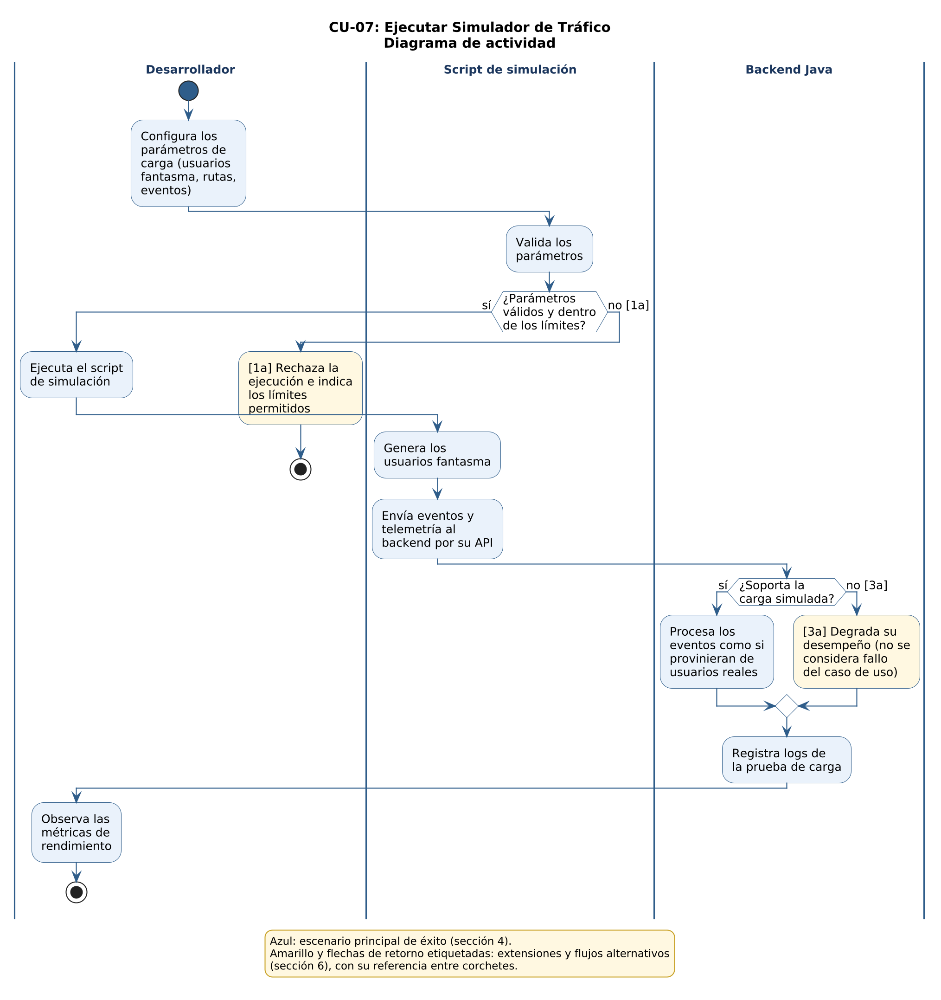 CU-07: Ejecutar Simulador de Tráfico
Diagrama de actividad
Desarrollador
Script de simulación
Backend Java
Configura los
parámetros de
carga (usuarios
fantasma, rutas,
eventos)
Valida los
parámetros
sí
¿Parámetros
válidos y dentro
de los límites?
no [1a]
Ejecuta el script
de simulación
[1a] Rechaza la
ejecución e indica
los límites
permitidos
Genera los
usuarios fantasma
Envía eventos y
telemetría al
backend por su API
sí
¿Soporta la
carga simulada?
no [3a]
Procesa los
eventos como si
provinieran de
usuarios reales
[3a] Degrada su
desempeño (no se
considera fallo
del caso de uso)
Registra logs de
la prueba de carga
Observa las
métricas de
rendimiento
Azul: escenario principal de éxito (sección 4).
Amarillo y flechas de retorno etiquetadas: extensiones y flujos alternativos
(sección 6), con su referencia entre corchetes.